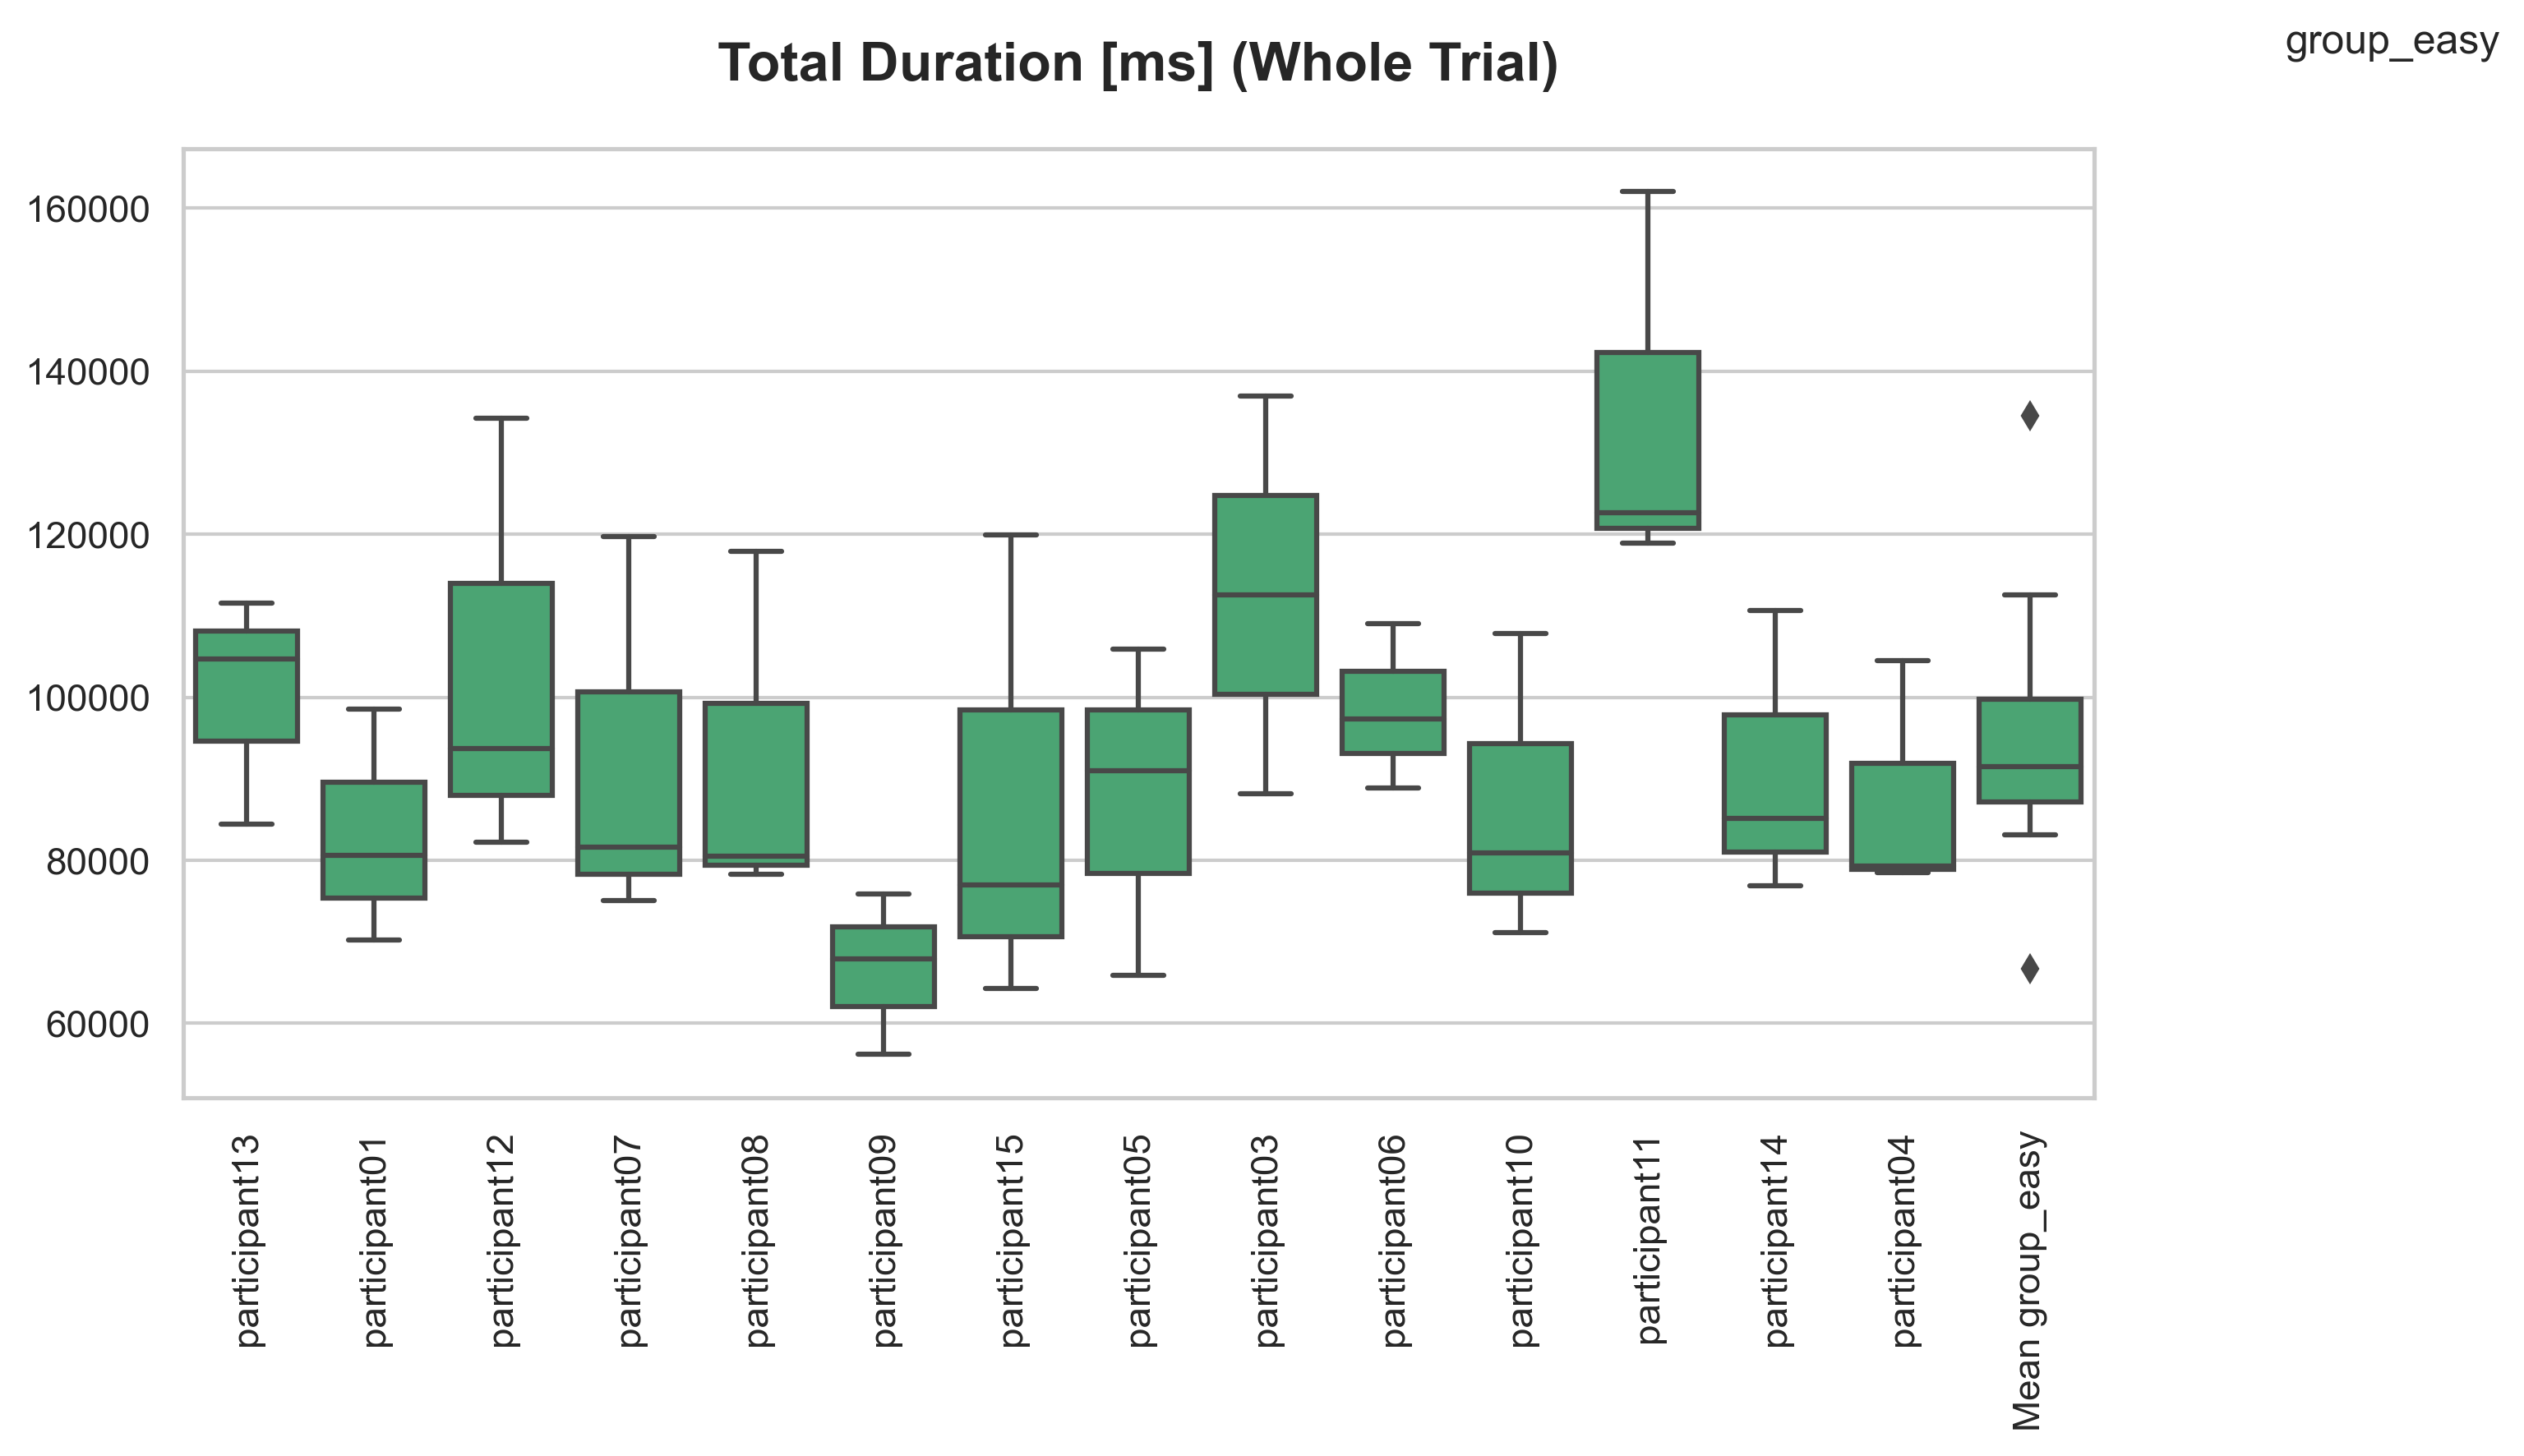 group_easy
Total Duration [ms] (Whole Trial)
160000
140000
120000
100000
80000
60000
participant13
participant01
participant12
participant07
participant08
participant09
participant15
participant05
participant03
participant06
participant10
participant11
participant14
participant04
Mean group_easy